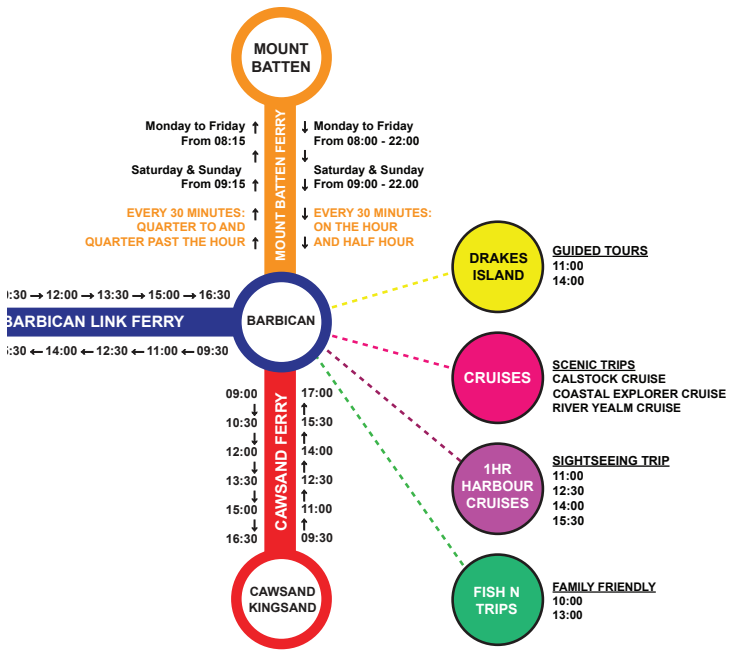 MOUNT
BATTEN
MOUNT BATTEN FERRY
Monday to Friday
From 08:15
Saturday & Sunday
From 09:15
EVERY 30 MINUTES:
QUARTER TO AND
QUARTER PAST THE HOUR
Monday to Friday
From 08:00 - 22:00
Saturday & Sunday
From 09:00 - 22.00
EVERY 30 MINUTES:
ON THE HOUR
AND HALF HOUR
:30 → 12:00 → 13:30 → 15:00 → 16:30
BARBICAN LINK FERRY
:30 ← 14:00 ← 12:30 ← 11:00 ← 09:30
BARBICAN
CAWSAND FERRY
09:00
10:30
12:00
13:30
15:00
16:30
17:00
15:30
14:00
12:30
11:00
09:30
CAWSAND
KINGSAND
DRAKES
ISLAND
GUIDED TOURS
11:00
14:00
CRUISES
SCENIC TRIPS
CALSTOCK CRUISE
COASTAL EXPLORER CRUISE
RIVER YEALM CRUISE
1HR
HARBOUR
CRUISES
SIGHTSEEING TRIP
11:00
12:30
14:00
15:30
FISH N
TRIPS
FAMILY FRIENDLY
10:00
13:00